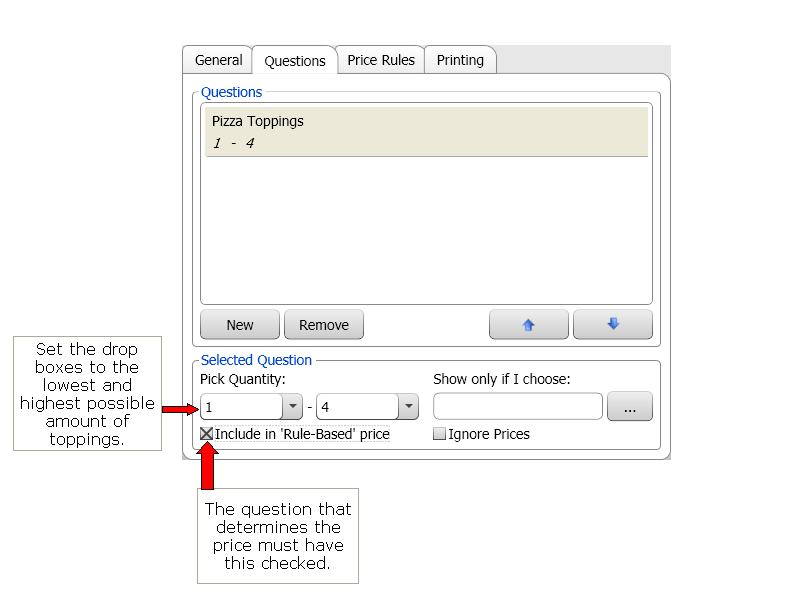 General Questions Price Rules Printing
Questions
Pizza Toppings
1 - 4
New Remove
Selected Question
Pick Quantity: Show only if I choose:
1 - 4 ...
Include in 'Rule-Based' price Ignore Prices
Set the drop
boxes to the
lowest and
highest possible
amount of
toppings.
The question that
determines the
price must have
this checked.